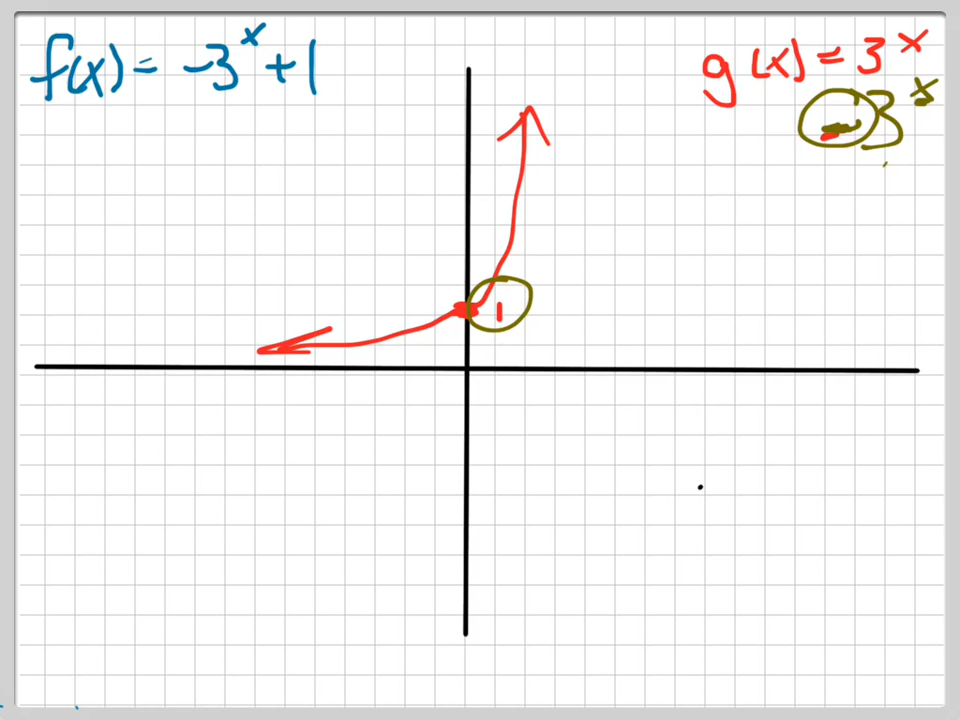 f(x) = -3^x + 1
g(x) = 3^x
-3^x
1